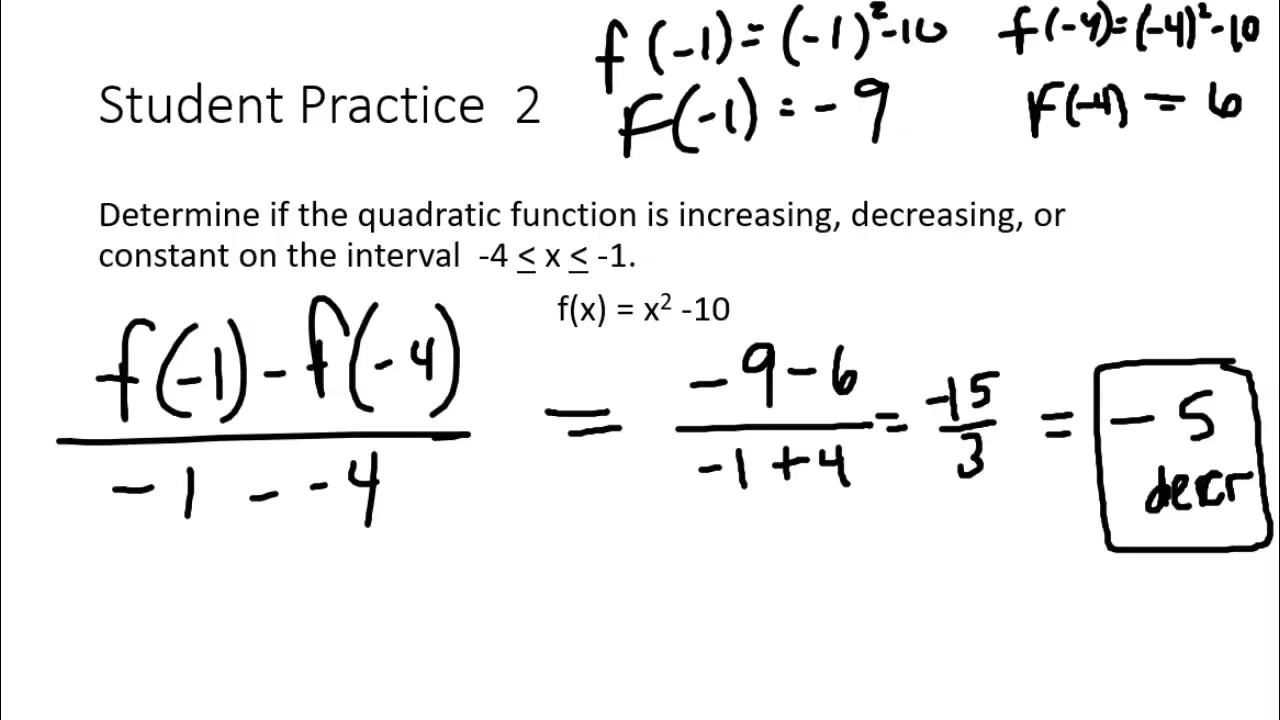 f(-1) = (-1)² -10
f(-4) = (-4)² -10
Student Practice 2
F(-1) = -9
F(-4) = 6
Determine if the quadratic function is increasing, decreasing, or
constant on the interval -4 ≤ x ≤ -1.
f(x) = x² -10
f(-1) - f(-4)
-1 - -4
=
-9 - 6
-1 + 4
=
-15
3
=
-5
decr